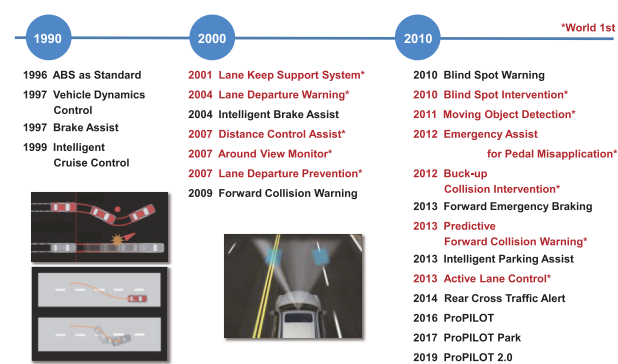 *World 1st
1990
1996 ABS as Standard
1997 Vehicle Dynamics
Control
1997 Brake Assist
1999 Intelligent
Cruise Control
2000
2001 Lane Keep Support System*
2004 Lane Departure Warning*
2004 Intelligent Brake Assist
2007 Distance Control Assist*
2007 Around View Monitor*
2007 Lane Departure Prevention*
2009 Forward Collision Warning
2010
2010 Blind Spot Warning
2010 Blind Spot Intervention*
2011 Moving Object Detection*
2012 Emergency Assist
for Pedal Misapplication*
2012 Buck-up
Collision Intervention*
2013 Forward Emergency Braking
2013 Predictive
Forward Collision Warning*
2013 Intelligent Parking Assist
2013 Active Lane Control*
2014 Rear Cross Traffic Alert
2016 ProPILOT
2017 ProPILOT Park
2019 ProPILOT 2.0